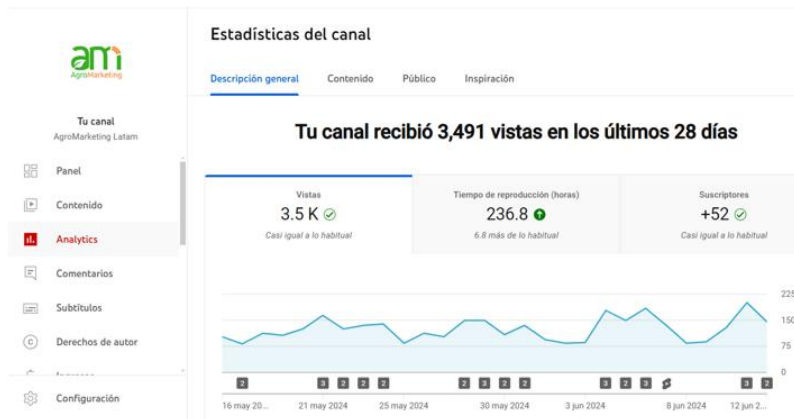 Estadísticas del canal
ami
AgroMarketing
Descripción general Contenido Público Inspiración
Tu canal
AgroMarketing Latam
Tu canal recibió 3,491 vistas en los últimos 28 días
Panel
Contenido
Analytics
Comentarios
Subtítulos
Derechos de autor
Configuración
Vistas
3.5 K
Casi igual a lo habitual
Tiempo de reproducción (horas)
236.8
6.8 más de lo habitual
Suscriptores
+52
Casi igual a lo habitual
225
150
75
0
2 3 2 2 2 2 3 2 2 3 2 3 3 2
16 may 20... 21 may 2024 25 may 2024 30 may 2024 3 jun 2024 8 jun 2024 12 jun 2...